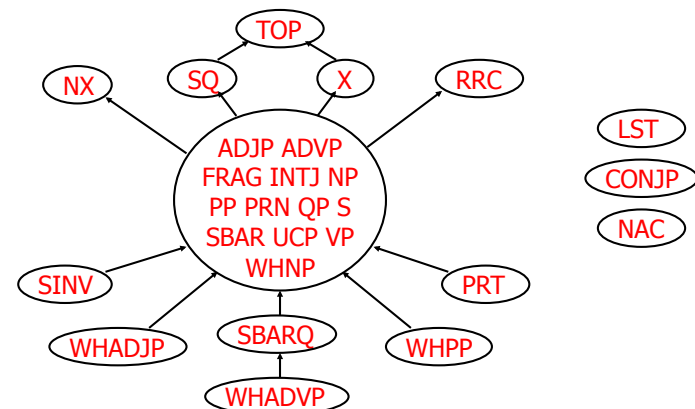 TOP
NX
SQ
X
RRC
ADJP ADVP
FRAG INTJ NP
PP PRN QP S
SBAR UCP VP
WHNP
LST
CONJP
NAC
SINV
PRT
WHADJP
SBARQ
WHPP
WHADVP